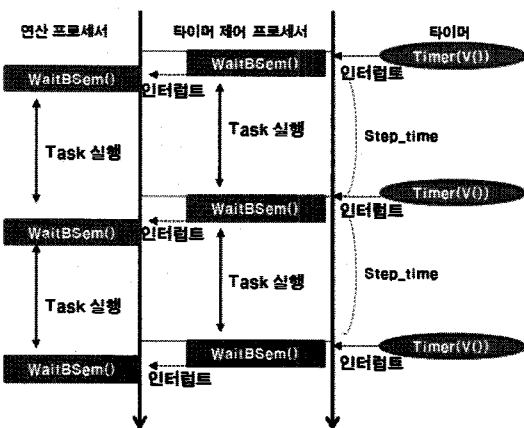 연산 프로세서
타이머 제어 프로세서
타이머
WaitBSem()
Timer(V())
WaitBSem()
인터럽트
인터럽트
Task 실행
Task 실행
Step_time
WaitBSem()
Timer(V())
WaitBSem()
인터럽트
인터럽트
Task 실행
Task 실행
Step_time
WaitBSem()
Timer(V())
WaitBSem()
인터럽트
인터럽트